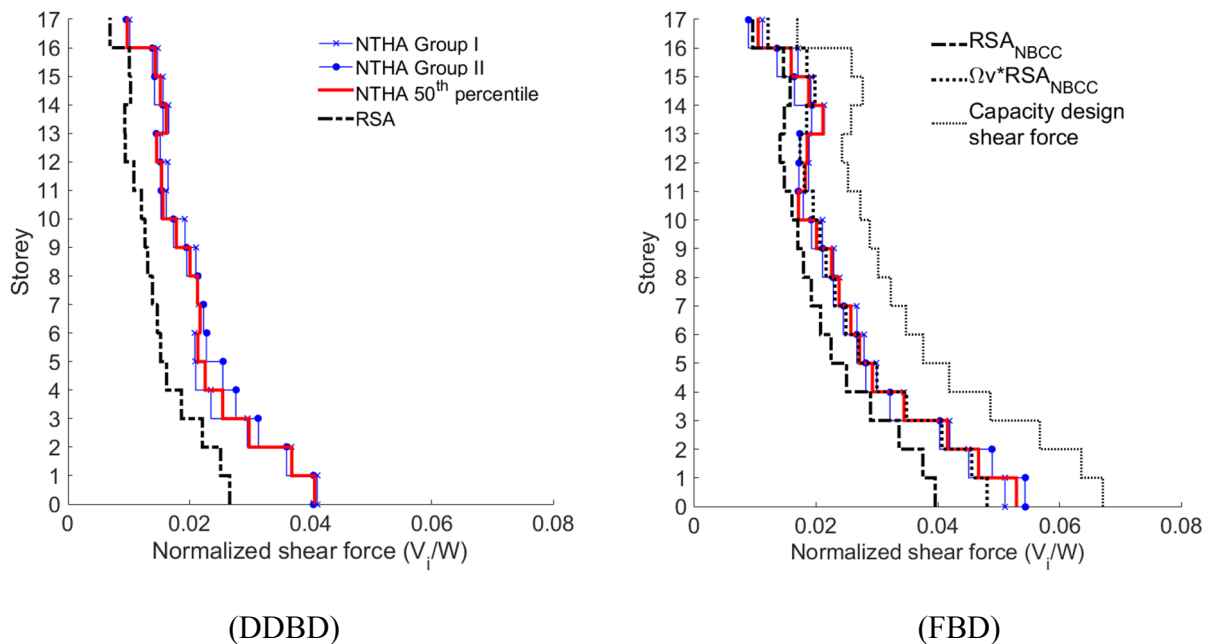 17
16
15
14
13
12
11
10
9
8
7
6
5
4
3
2
1
0
Storey
NTHA Group I
NTHA Group II
NTHA 50th percentile
RSA
0 0.02 0.04 0.06 0.08
Normalized shear force (Vi/W)
(DDBD)
17
16
15
14
13
12
11
10
9
8
7
6
5
4
3
2
1
0
Storey
RSANBCC
Ωv*RSANBCC
Capacity design
shear force
0 0.02 0.04 0.06 0.08
Normalized shear force (Vi/W)
(FBD)